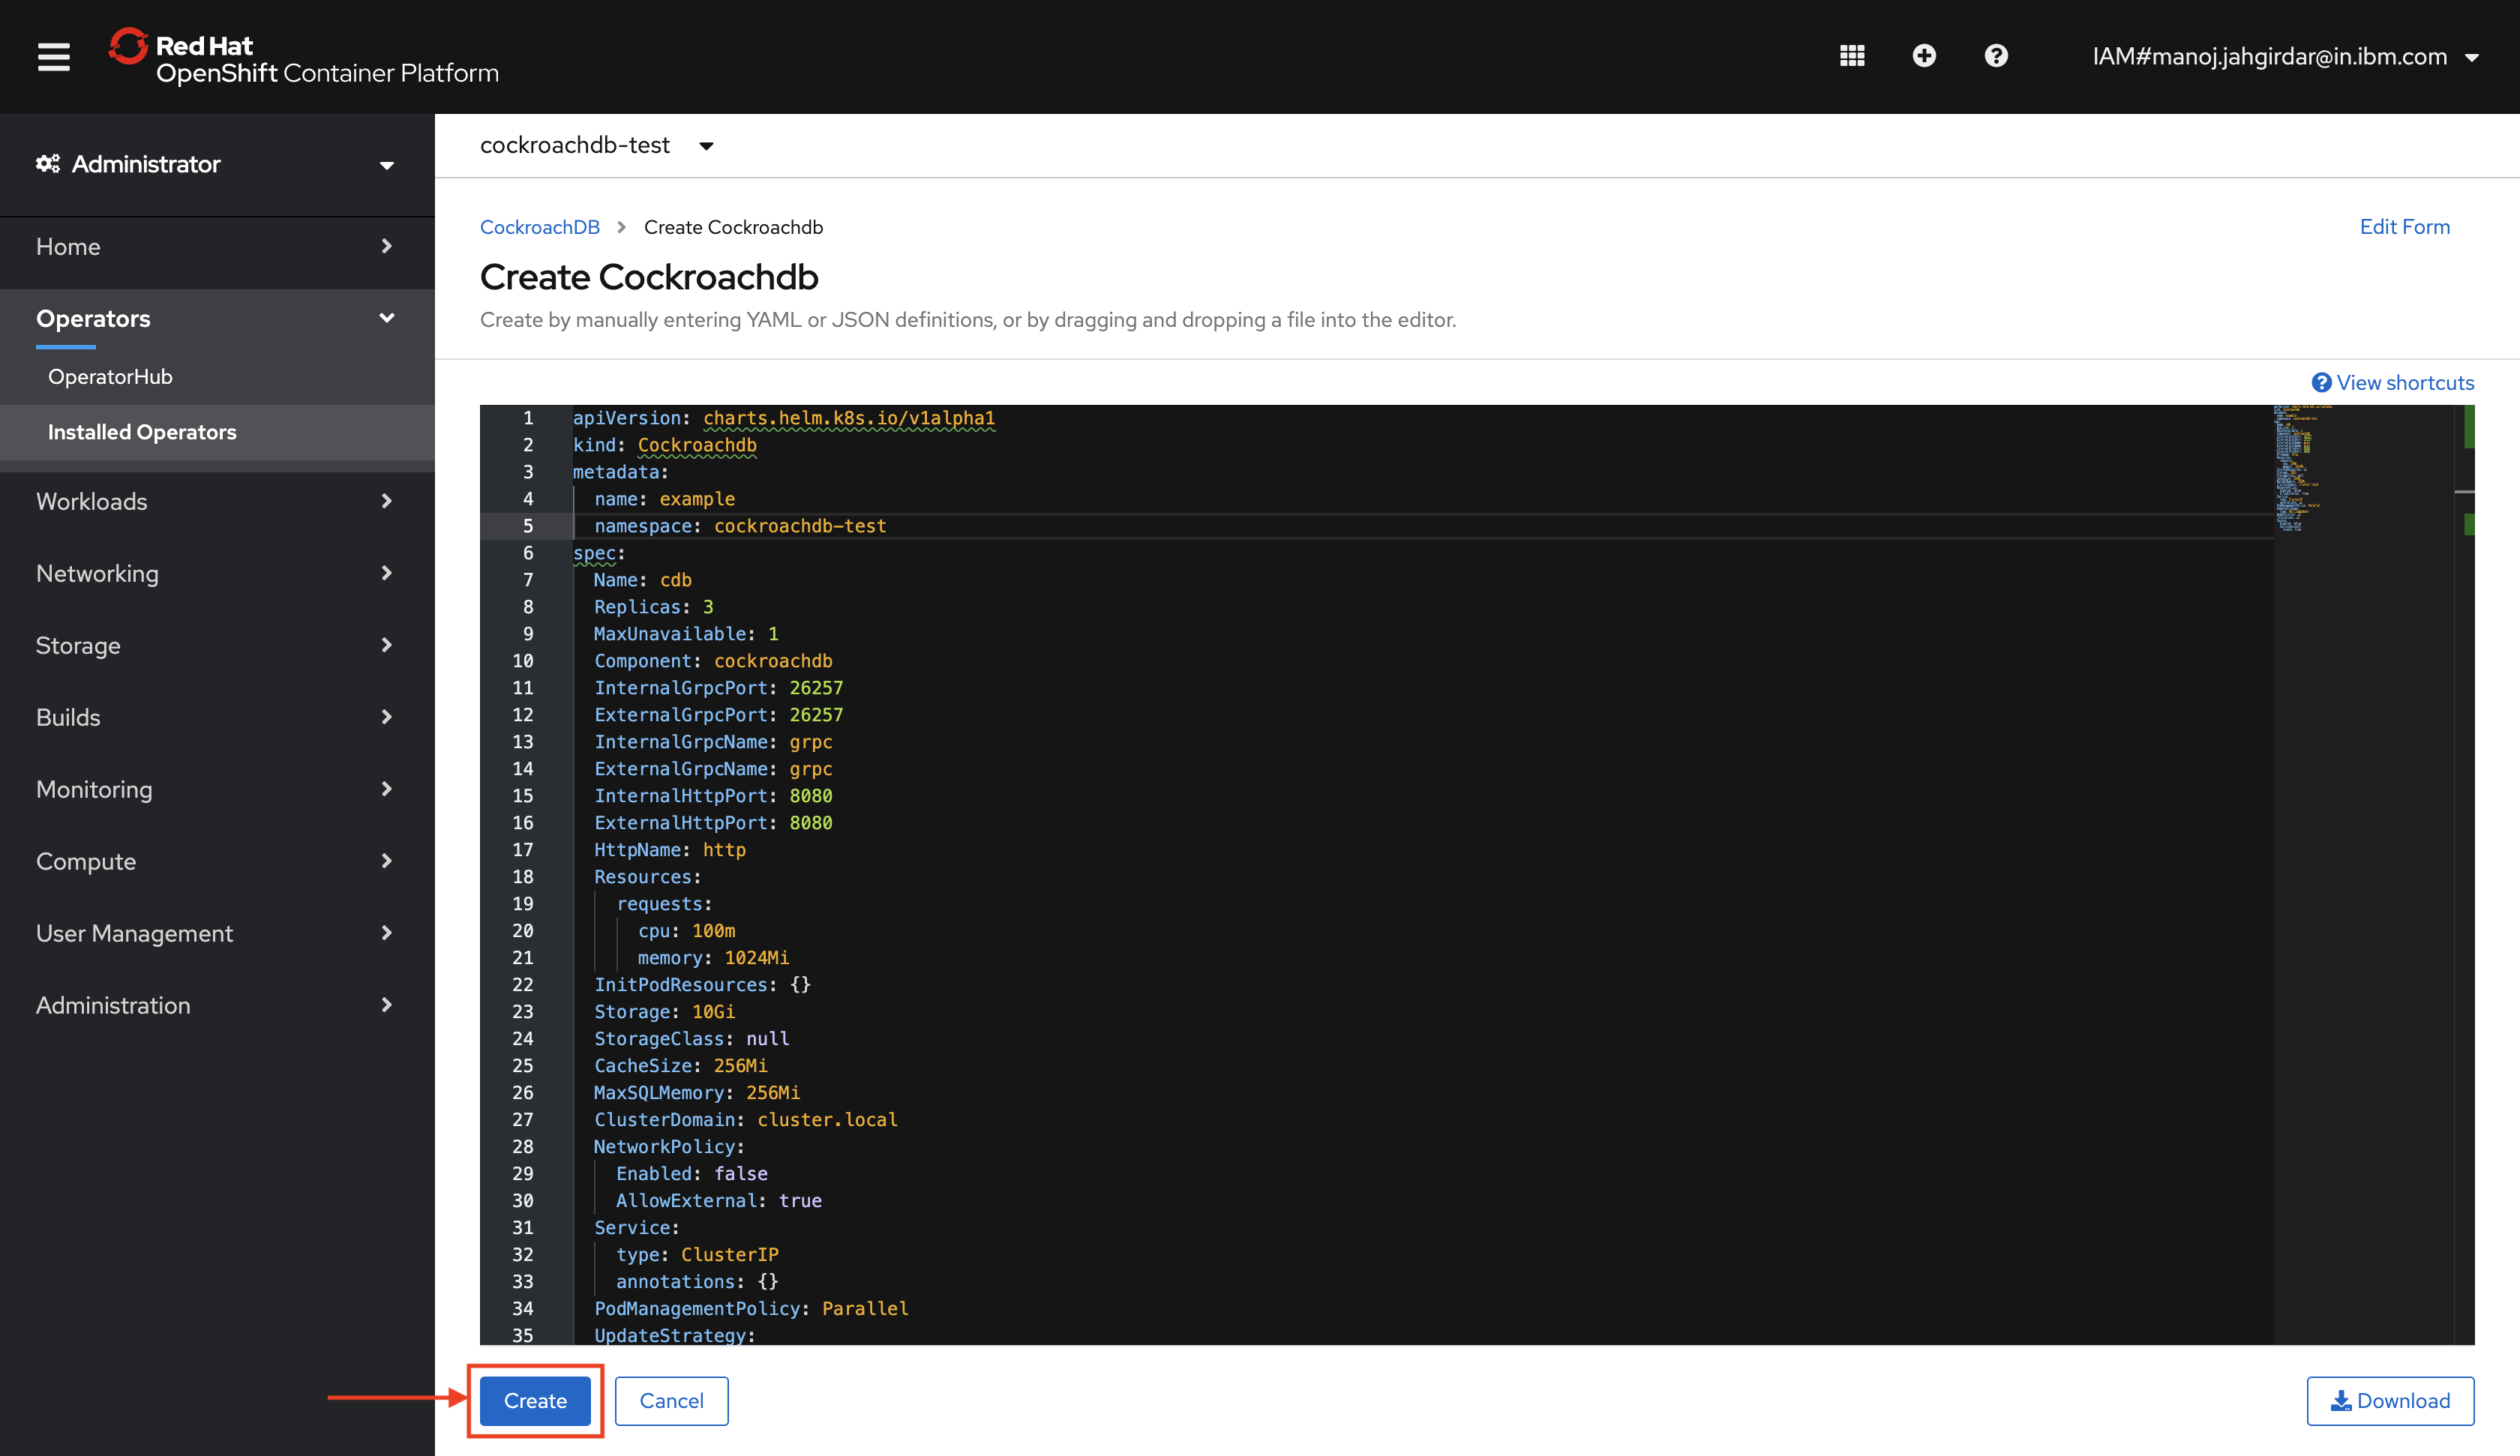 Red Hat
OpenShift Container Platform
IAM#manoj.jahgirdar@in.ibm.com
Administrator
Home
Operators
OperatorHub
Installed Operators
Workloads
Networking
Storage
Builds
Monitoring
Compute
User Management
Administration
cockroachdb-test
CockroachDB > Create Cockroachdb
Edit Form
Create Cockroachdb
Create by manually entering YAML or JSON definitions, or by dragging and dropping a file into the editor.
View shortcuts
1 apiVersion: charts.helm.k8s.io/v1alpha1
2 kind: Cockroachdb
3 metadata:
4 name: example
5 namespace: cockroachdb-test
6 spec:
7 Name: cdb
8 Replicas: 3
9 MaxUnavailable: 1
10 Component: cockroachdb
11 InternalGrpcPort: 26257
12 ExternalGrpcPort: 26257
13 InternalGrpcName: grpc
14 ExternalGrpcName: grpc
15 InternalHttpPort: 8080
16 ExternalHttpPort: 8080
17 HttpName: http
18 Resources:
19 requests:
20 cpu: 100m
21 memory: 1024Mi
22 InitPodResources: {}
23 Storage: 10Gi
24 StorageClass: null
25 CacheSize: 256Mi
26 MaxSQLMemory: 256Mi
27 ClusterDomain: cluster.local
28 NetworkPolicy:
29 Enabled: false
30 AllowExternal: true
31 Service:
32 type: ClusterIP
33 annotations: {}
34 PodManagementPolicy: Parallel
35 UpdateStrategy:
Create
Cancel
Download